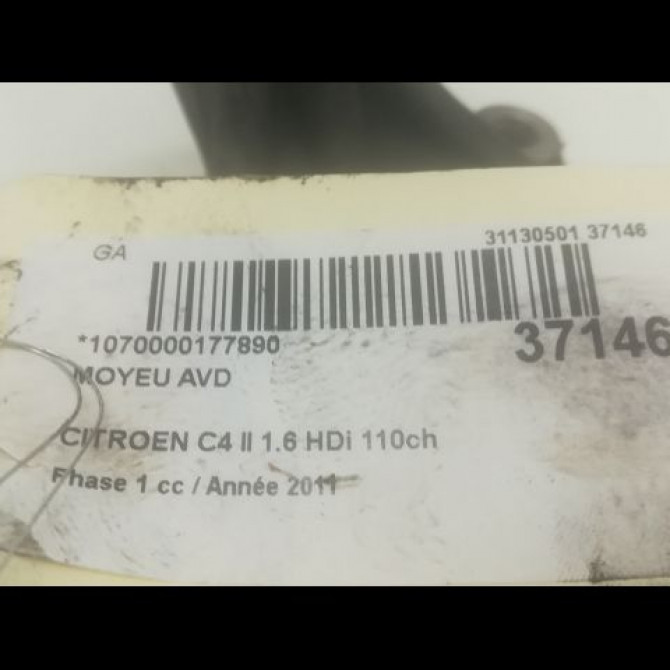 GA 31130501 37146
*1070000177890 37146
MOYEU AVD
CITROEN C4 II 1.6 HDi 110ch
Phase 1 cc / Année 2011